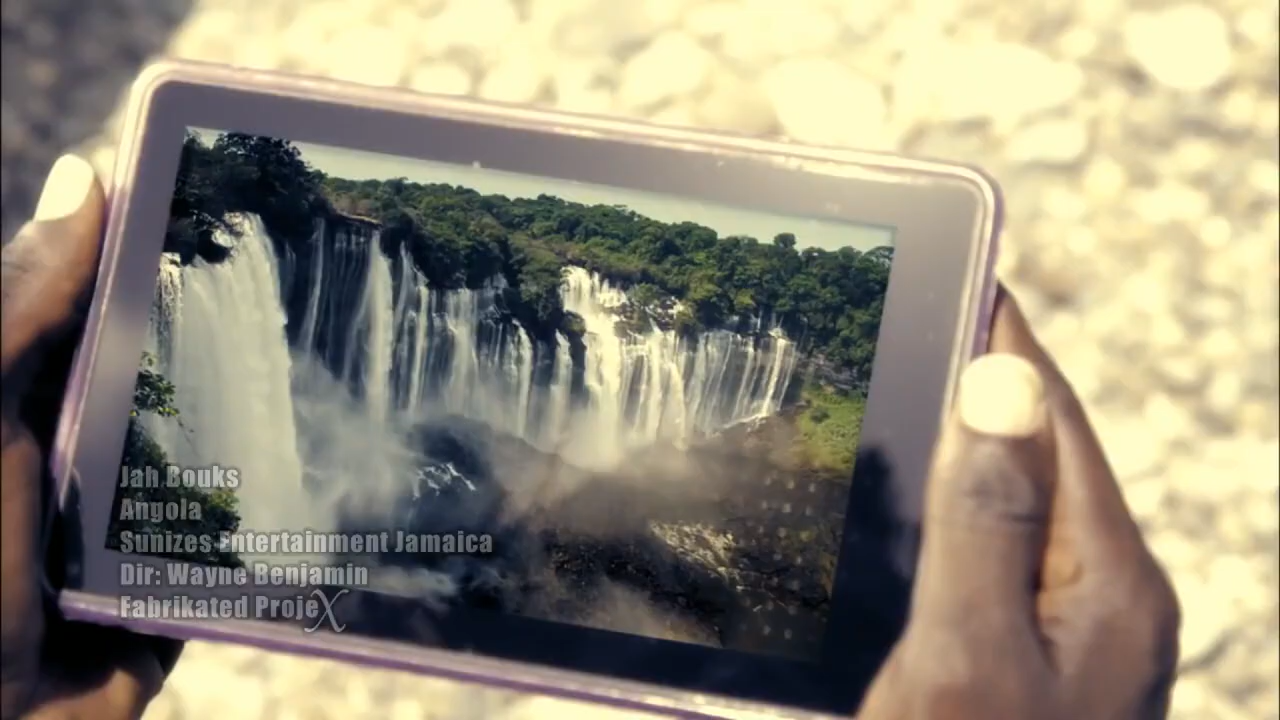 Jah Bouks
Angola
Sunizes Entertainment Jamaica
Dir: Wayne Benjamin
Fabrikated ProjeX